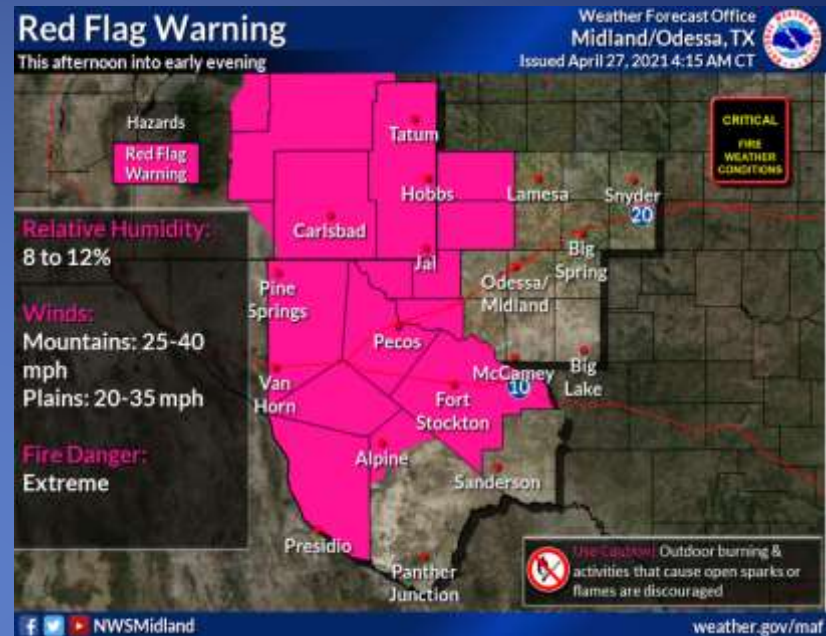 Red Flag Warning
This afternoon into early evening
Weather Forecast Office
Midland/Odessa, TX
Issued April 27, 2021 4:15 AM CT
Hazards
Red Flag
Warning
CRITICAL
FIRE
WEATHER
CONDITIONS
Relative Humidity:
8 to 12%
Winds:
Mountains: 25-40
mph
Plains: 20-35 mph
Fire Danger:
Extreme
Tatum
Hobbs
Lamesa
Snyder
20
Carlsbad
Jal
Big
Spring
Odessa/
Midland
Pine
Springs
Pecos
McCamey
10
Big
Lake
Van
Horn
Fort
Stockton
Alpine
Sanderson
Presidio
Panther
Junction
Use Caution! Outdoor burning &
activities that cause open sparks or
flames are discouraged
NWSMidland
weather.gov/maf